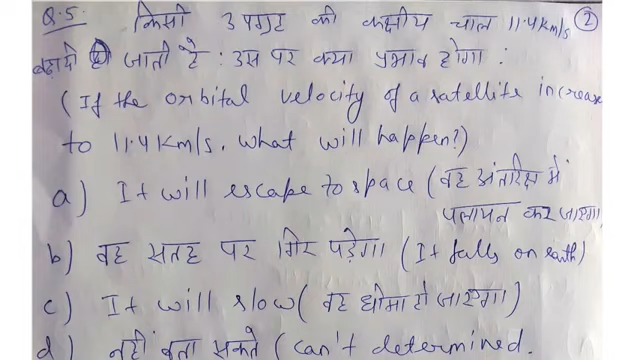 Q.5. किसी उपग्रह की कक्षीय चाल 11.4 Km/s (2)
बढ़ा दी जाती है : उस पर क्या प्रभाव होगा :
(If the orbital velocity of a satellite increase
to 11.4 Km/s. What will happen?)
a) It will escape to space (वह अंतरिक्ष में
पलायन कर जाएगा
b) वह सतह पर गिर पड़ेगा (It falls on earth)
c) It will slow (वह धीमा हो जाएगा)
d) नहीं बता सकते (can't determined.